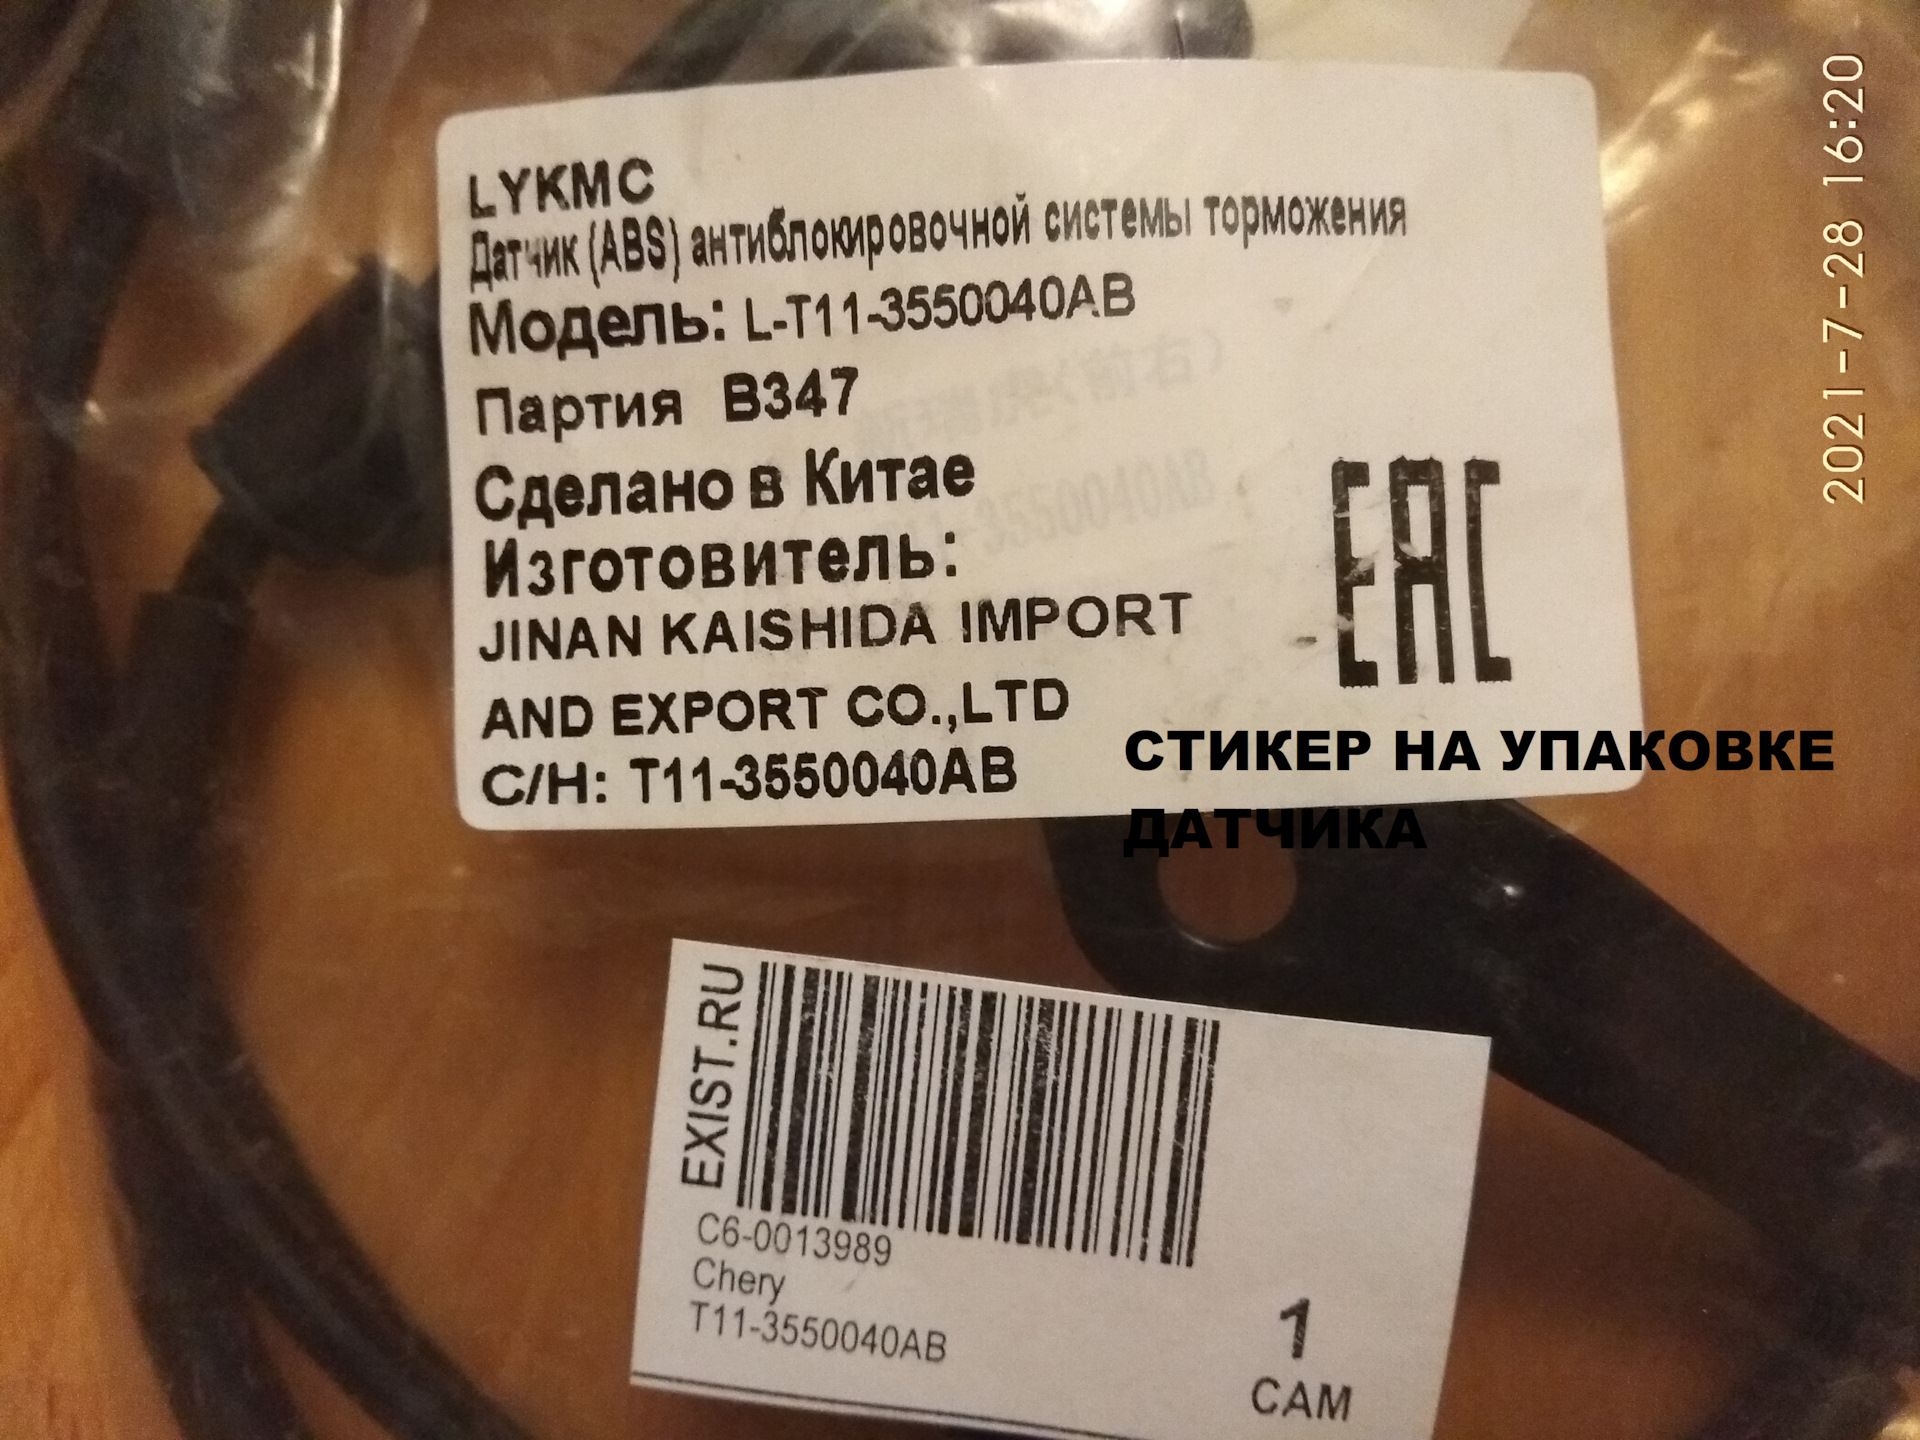 LYKMC
Датчик (ABS) антиблокировочной системы торможения
Модель: L-T11-3550040AB
Партия B347
Сделано в Китае
Изготовитель:
JINAN KAISHIDA IMPORT
AND EXPORT CO.,LTD
С/Н: T11-3550040AB
EAC
СТИКЕР НА УПАКОВКЕ
ДАТЧИКА
EXIST.RU
C6-0013989
Chery
T11-3550040AB
1
САМ
2021-7-28 16:20